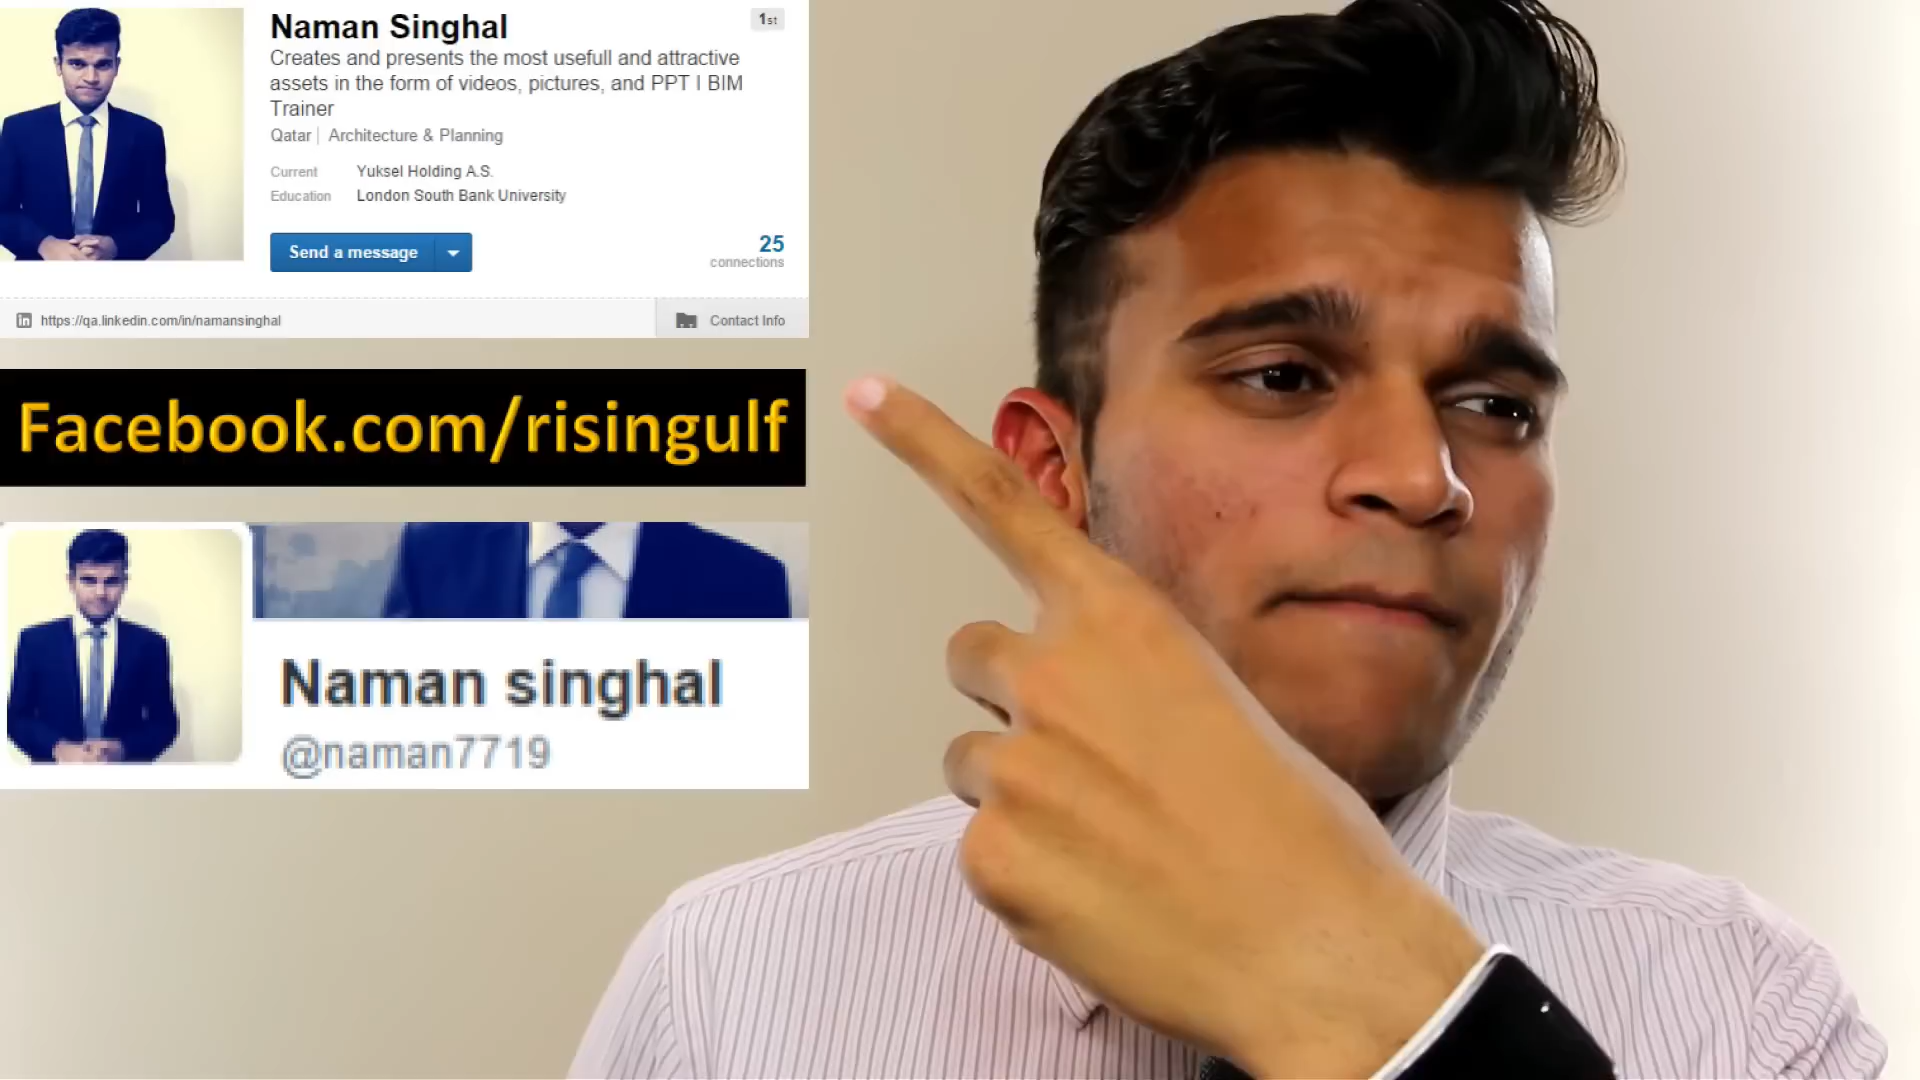 Naman Singhal
1st
Creates and presents the most usefull and attractive
assets in the form of videos, pictures, and PPT I BIM
Trainer
Qatar | Architecture & Planning
Current Yuksel Holding A.S.
Education London South Bank University
Send a message
25
connections
in https://qa.linkedin.com/in/namansinghal
Contact Info
Facebook.com/risingulf
Naman singhal
@naman7719